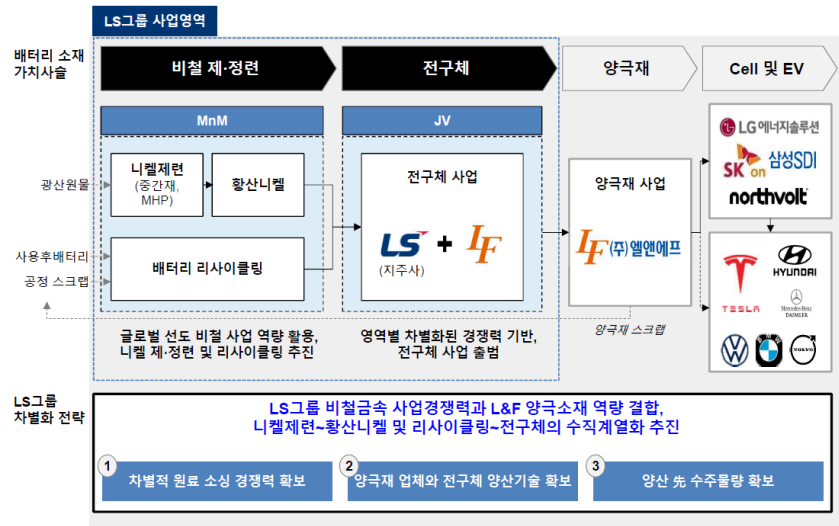 LS그룹 사업영역
배터리 소재
가치사슬
비철 제·정련
전구체
양극재
Cell 및 EV
MnM
JV
광산원물
니켈제련
(중간재,
MHP)
황산니켈
사용후배터리
공정 스크랩
배터리 리사이클링
전구체 사업
LS
(지주사)
+
LF
양극재 사업
LF (주)엘앤에프
양극재 스크랩
LG에너지솔루션
SK on
삼성SDI
northvolt
TESLA
HYUNDAI
Mercedes-Benz
DAIMLER
VOLVO
글로벌 선도 비철 사업 역량 활용,
니켈 제·정련 및 리사이클링 추진
영역별 차별화된 경쟁력 기반,
전구체 사업 출범
LS그룹
차별화 전략
LS그룹 비철금속 사업경쟁력과 L&F 양극소재 역량 결합,
니켈제련~황산니켈 및 리사이클링~전구체의 수직계열화 추진
1
차별적 원료 소싱 경쟁력 확보
2
양극재 업체와 전구체 양산기술 확보
3
양산 先 수주물량 확보